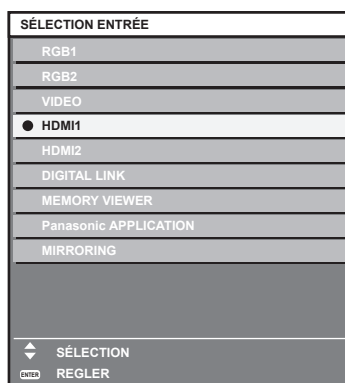 SÉLECTION ENTRÉE
RGB1
RGB2
VIDEO
HDMI1
HDMI2
DIGITAL LINK
MEMORY VIEWER
Panasonic APPLICATION
MIRRORING
SÉLECTION
ENTER REGLER